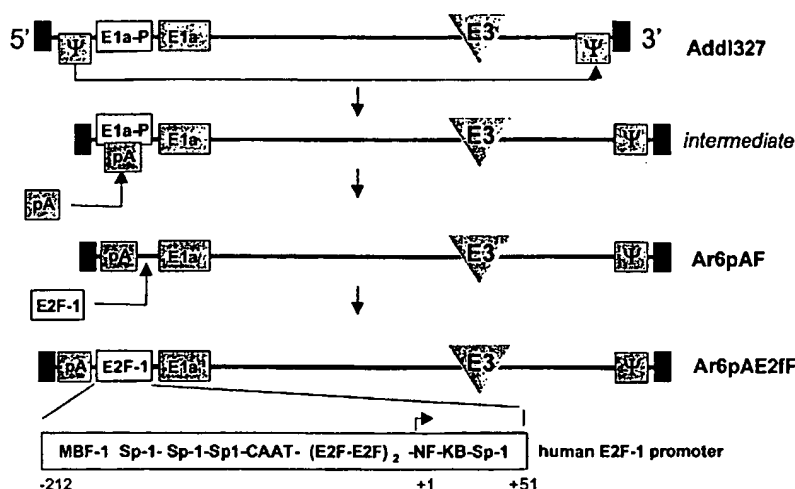 5' Ψ E1a-P E1a E3 Ψ 3' Addl327
E1a-P pA E1a E3 Ψ intermediate
pA
pA E1a E3 Ψ Ar6pAF
E2F-1
pA E2F-1 E1a E3 Ψ Ar6pAE2fF
MBF-1 Sp-1- Sp-1-Sp1-CAAT- (E2F-E2F) 2 -NF-KB-Sp-1 human E2F-1 promoter
-212 +1 +51